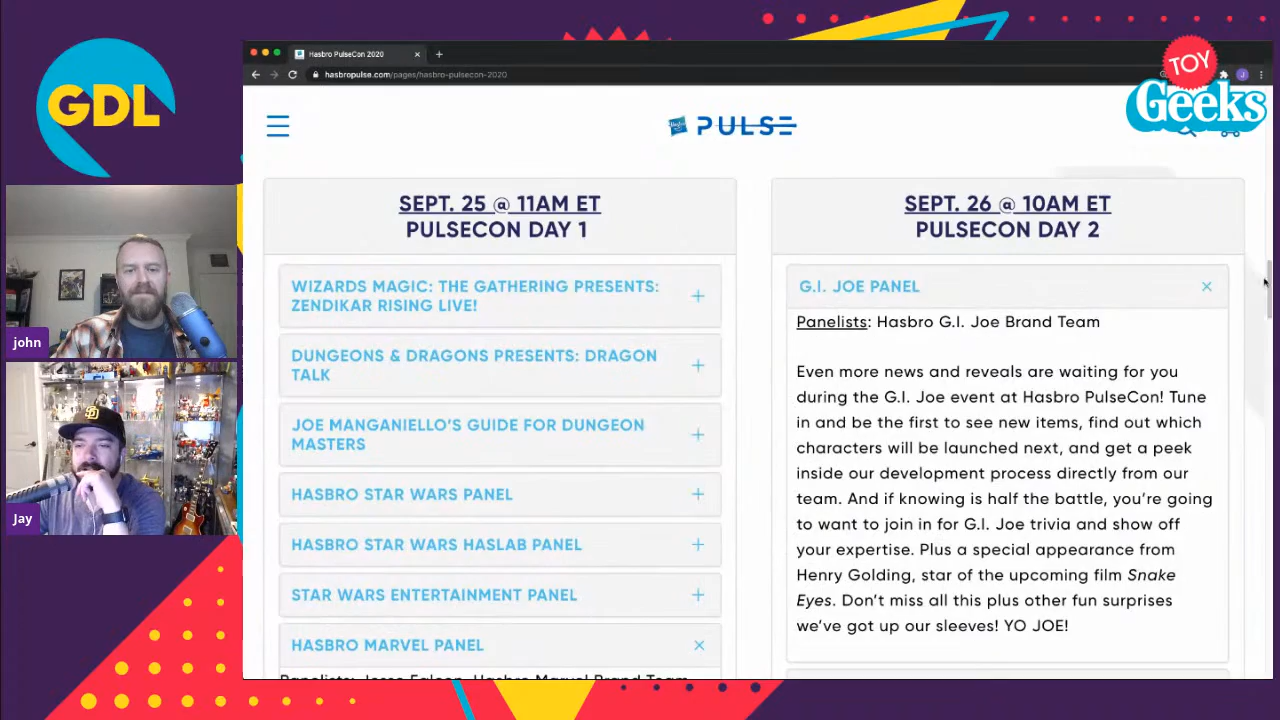 GDL
john
Jay
Hasbro PulseCon 2020
hasbropulse.com/pages/hasbro-pulsecon-2020
J
TOY
Geeks
PULSE
SEPT. 25 @ 11AM ET
PULSECON DAY 1
WIZARDS MAGIC: THE GATHERING PRESENTS:
ZENDIKAR RISING LIVE!
DUNGEONS & DRAGONS PRESENTS: DRAGON
TALK
JOE MANGANIELLO'S GUIDE FOR DUNGEON
MASTERS
HASBRO STAR WARS PANEL
HASBRO STAR WARS HASLAB PANEL
STAR WARS ENTERTAINMENT PANEL
HASBRO MARVEL PANEL
Panelists: Jesse Falcon, Hasbro Marvel Brand Team
SEPT. 26 @ 10AM ET
PULSECON DAY 2
G.I. JOE PANEL
Panelists: Hasbro G.I. Joe Brand Team
Even more news and reveals are waiting for you
during the G.I. Joe event at Hasbro PulseCon! Tune
in and be the first to see new items, find out which
characters will be launched next, and get a peek
inside our development process directly from our
team. And if knowing is half the battle, you're going
to want to join in for G.I. Joe trivia and show off
your expertise. Plus a special appearance from
Henry Golding, star of the upcoming film Snake
Eyes. Don't miss all this plus other fun surprises
we've got up our sleeves! YO JOE!